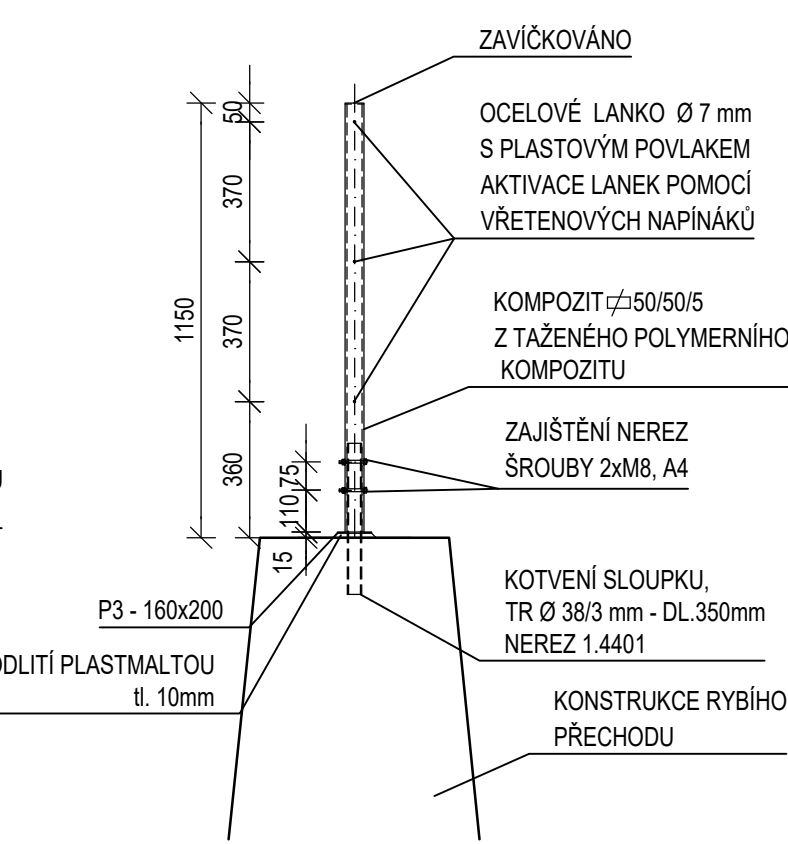 ZAVÍČKOVÁNO
OCELOVÉ LANKO Ø 7 mm
S PLASTOVÝM POVLAKEM
AKTIVACE LANEK POMOCÍ
VŘETENOVÝCH NAPÍNÁKŮ
KOMPOZIT 50/50/5
Z TAŽENÉHO POLYMERNÍHO
KOMPOZITU
ZAJIŠTĚNÍ NEREZ
ŠROUBY 2xM8, A4
KOTVENÍ SLOUPKU,
TR Ø 38/3 mm - DL.350mm
NEREZ 1.4401
KONSTRUKCE RYBÍHO
PŘECHODU
50
370
370
360
1150
75
110
15
P3 - 160x200
ODLITÍ PLASTMALTOU
tl. 10mm